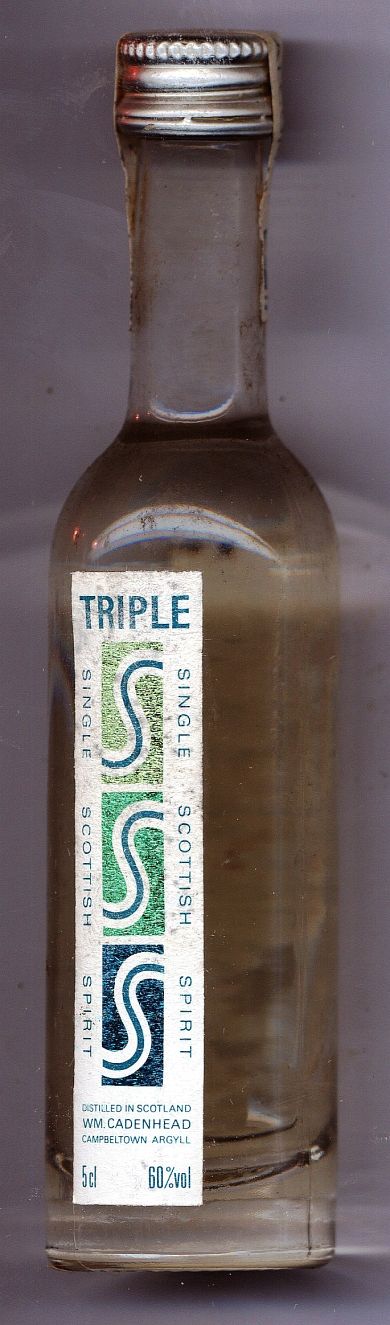 TRIPLE
SINGLE S SINGLE
SCOTTISH S SCOTTISH
SPIRIT S SPIRIT
DISTILLED IN SCOTLAND
WM. CADENHEAD
CAMPBELTOWN ARGYLL
5cl 60%vol